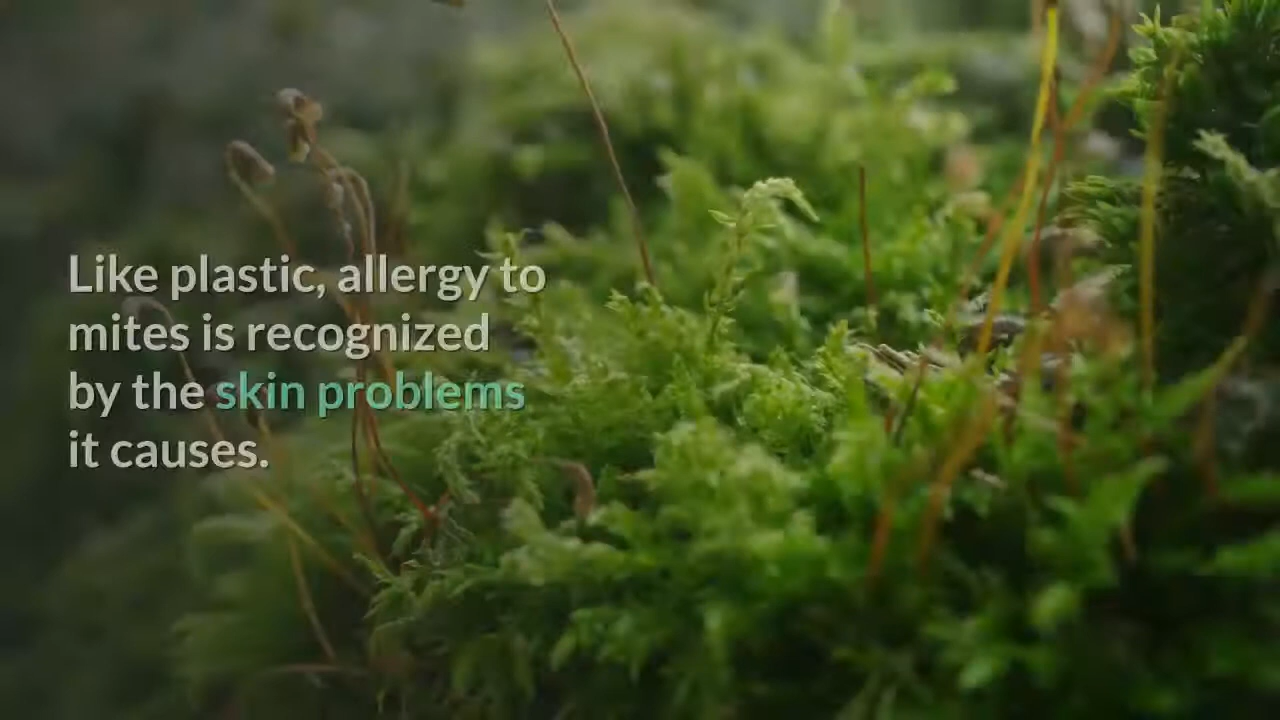 Like plastic, allergy to
mites is recognized
by the skin problems
it causes.